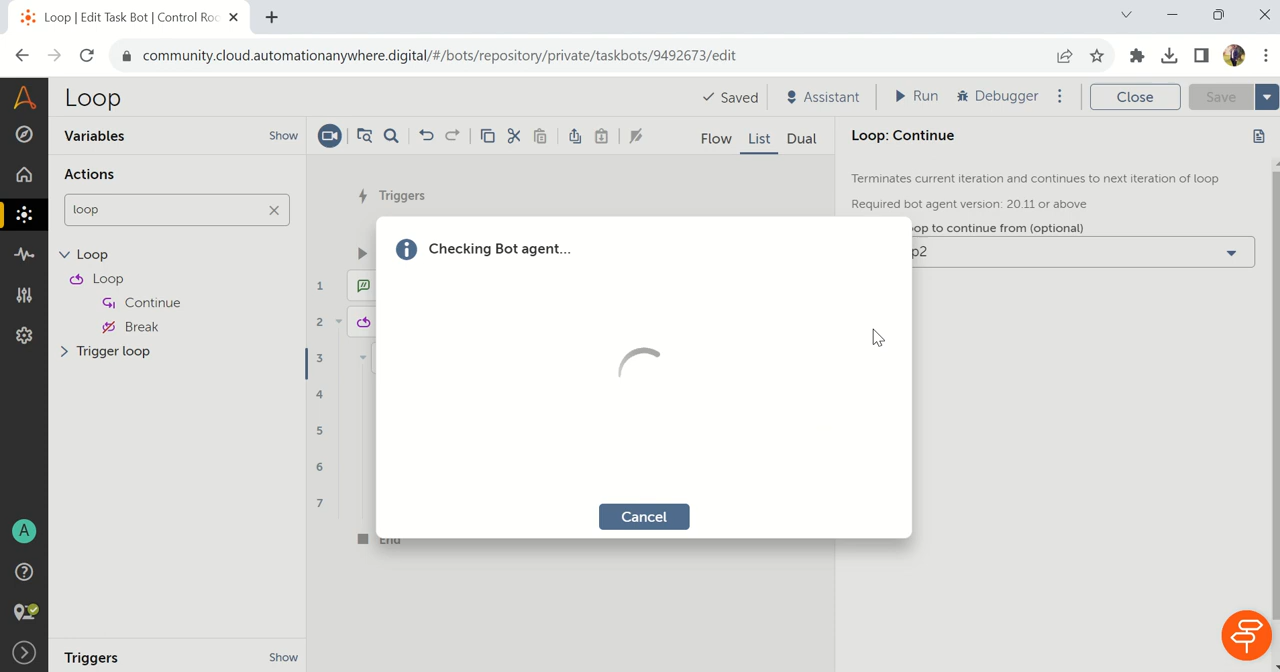 Loop | Edit Task Bot | Control Roo
community.cloud.automationanywhere.digital/#/bots/repository/private/taskbots/9492673/edit
Loop
Saved
Assistant
Run
Debugger
Close
Save
Variables
Show
Flow
List
Dual
Loop: Continue
Actions
Terminates current iteration and continues to next iteration of loop
Triggers
loop
Required bot agent version: 20.11 or above
oop to continue from (optional)
Checking Bot agent...
p2
Loop
Loop
1
Continue
2
Break
Trigger loop
3
4
5
6
7
Cancel
A
End
Triggers
Show